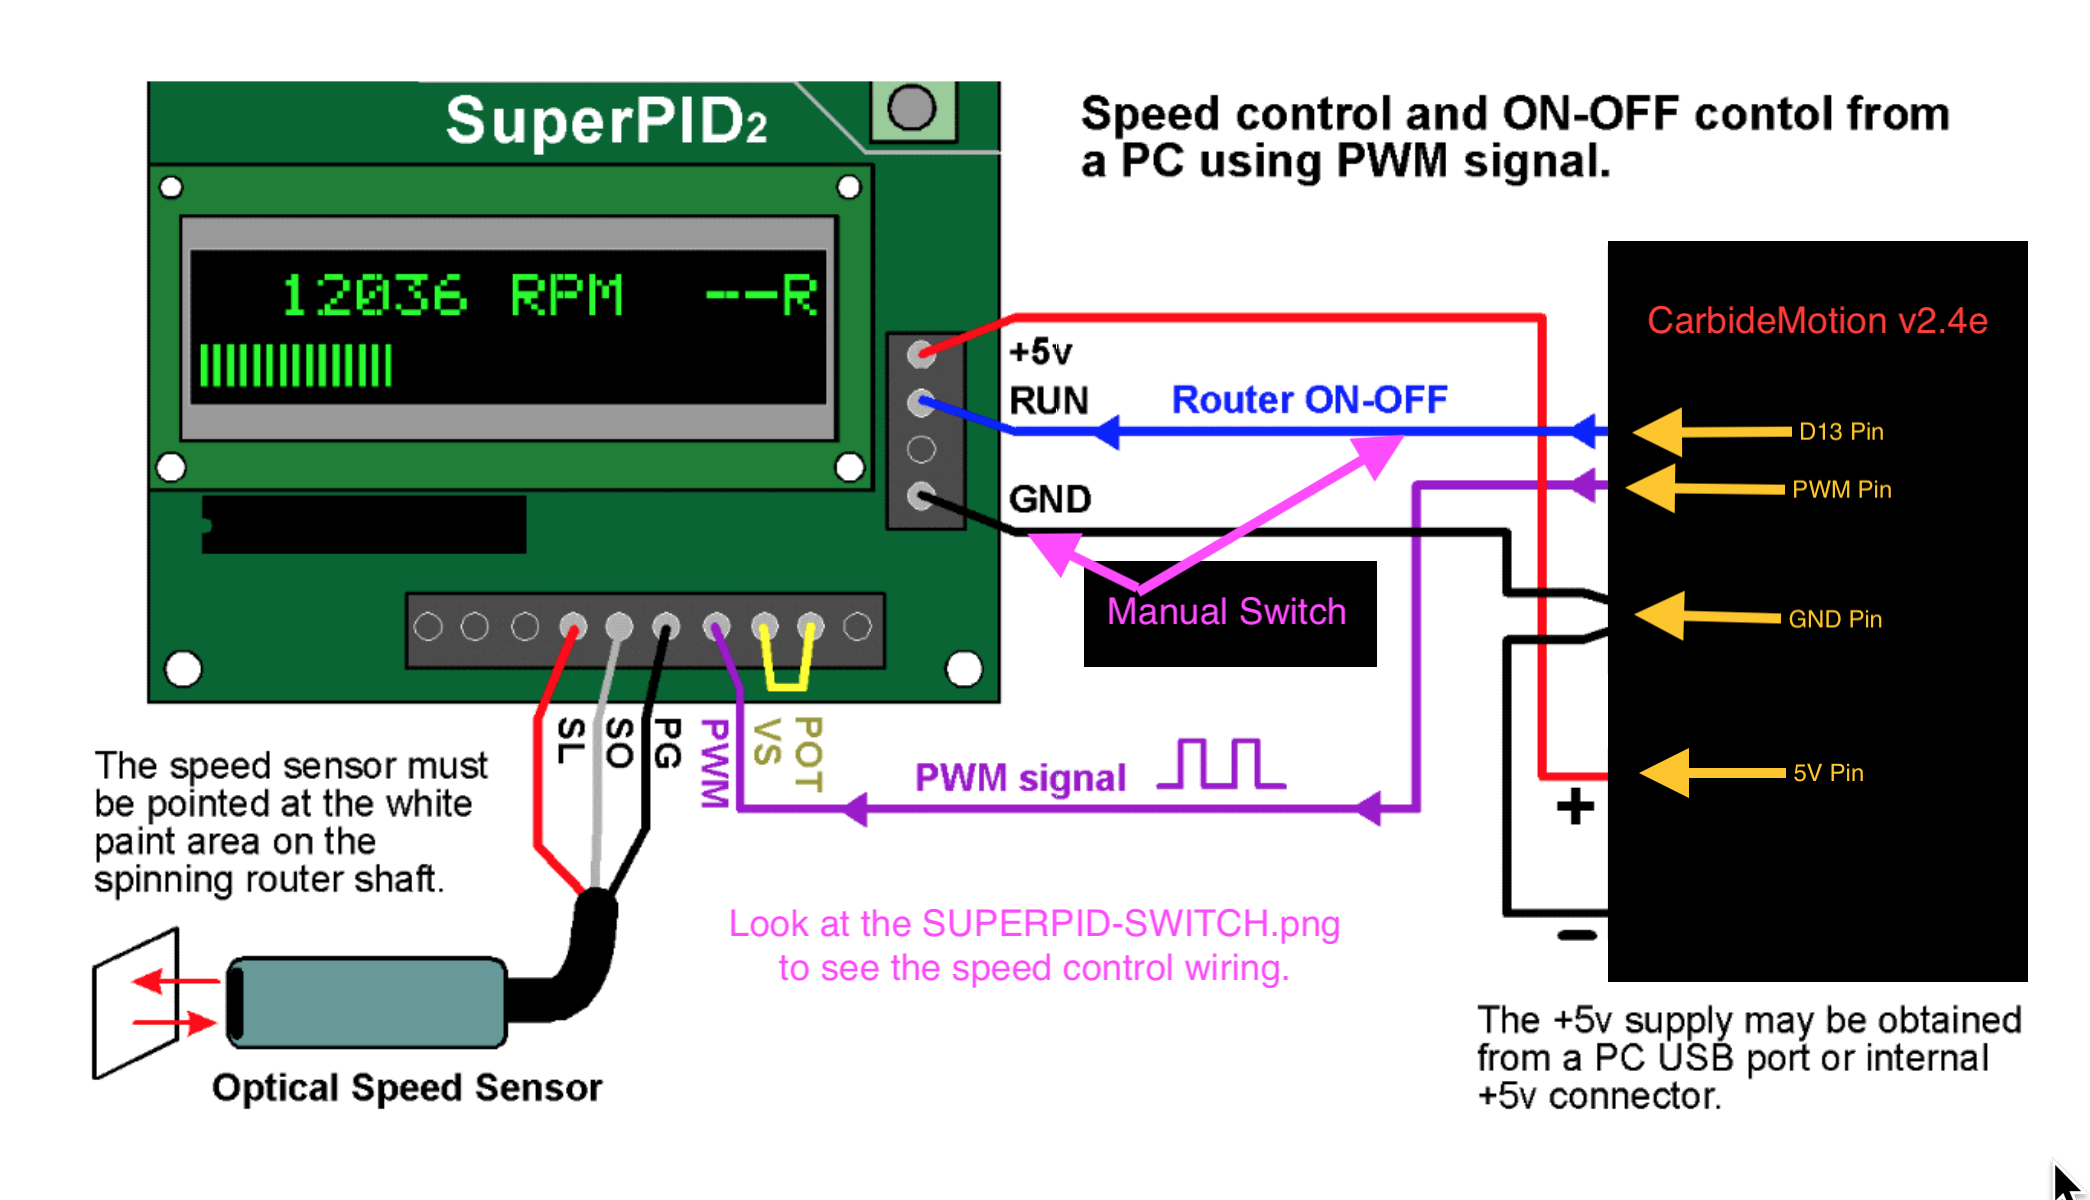 SuperPID2
Speed control and ON-OFF contol from
a PC using PWM signal.
12036 RPM --R
CarbideMotion v2.4e
+5v
RUN
Router ON-OFF
D13 Pin
PWM Pin
GND
Manual Switch
GND Pin
SL
SO
PG
PWM
VS
POT
PWM signal
5V Pin
+
The speed sensor must
be pointed at the white
paint area on the
spinning router shaft.
Look at the SUPERPID-SWITCH.png
to see the speed control wiring.
-
The +5v supply may be obtained
from a PC USB port or internal
+5v connector.
Optical Speed Sensor